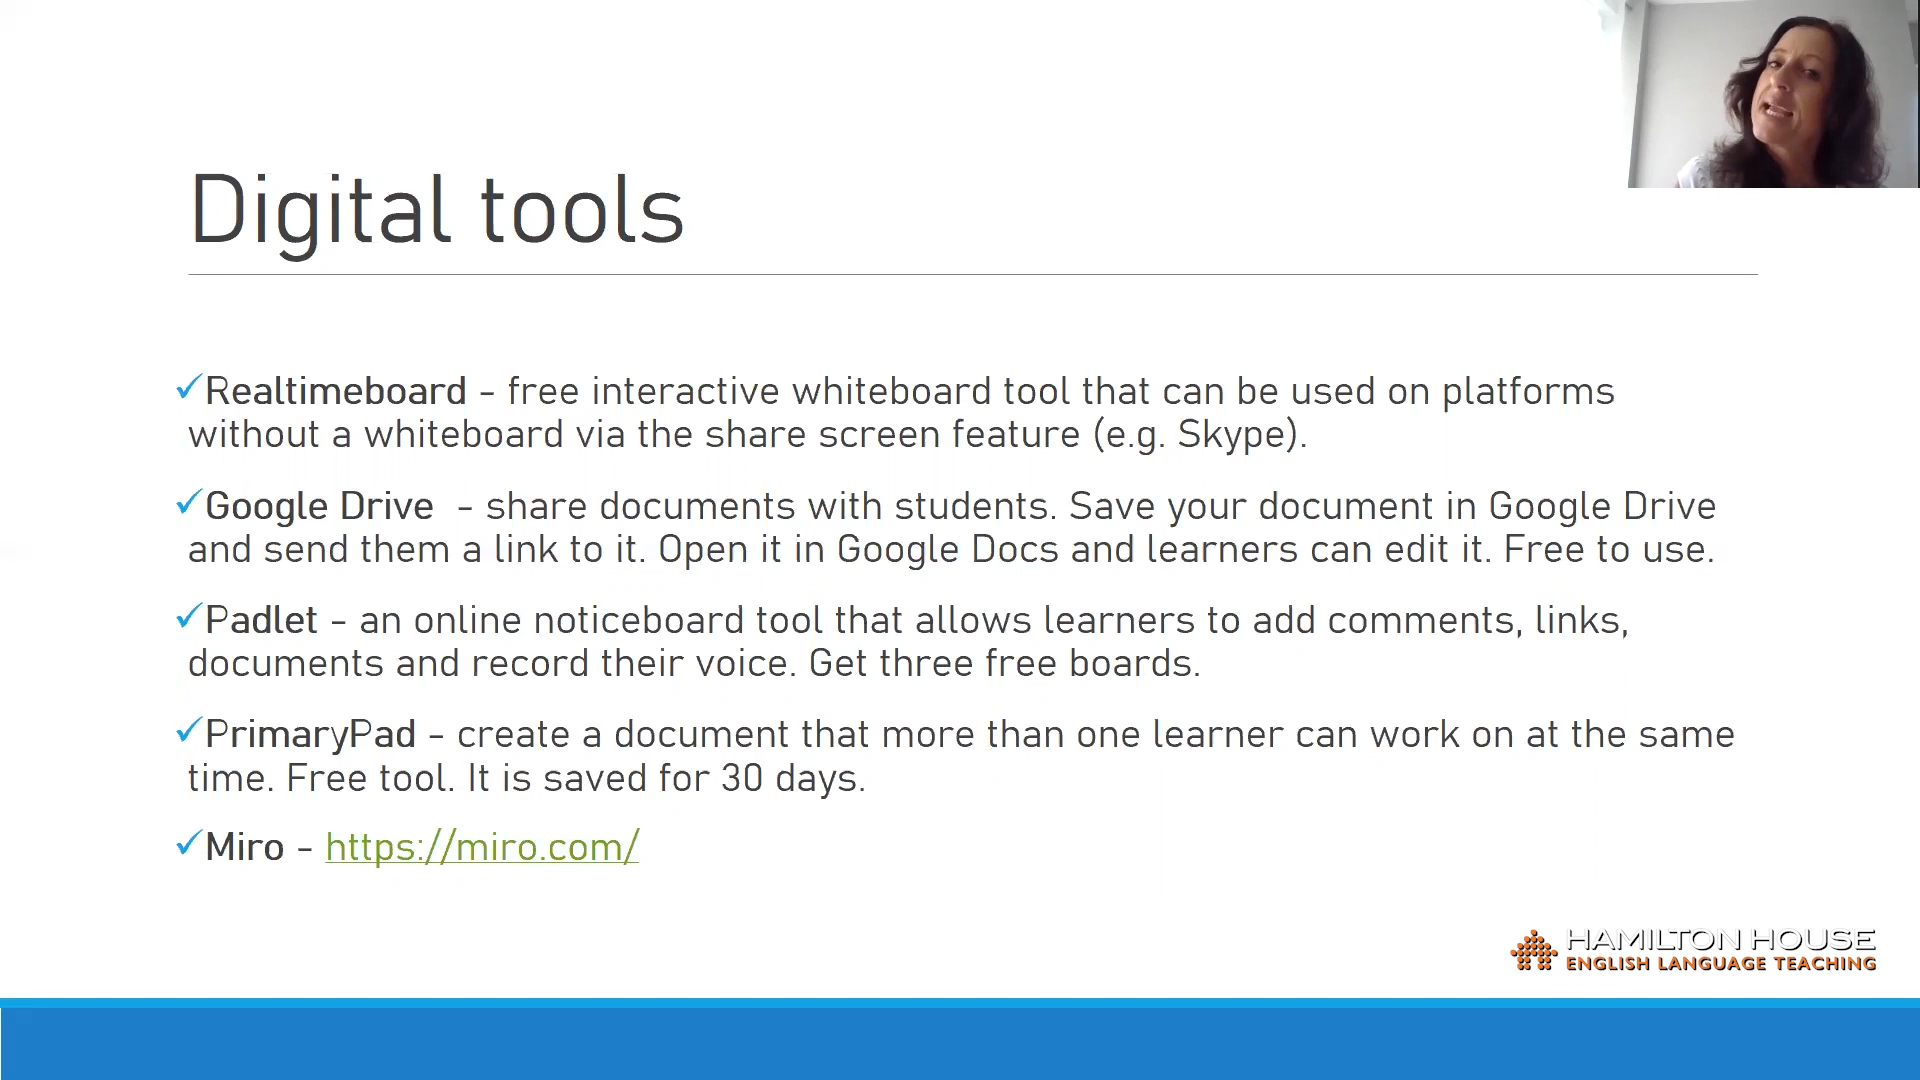 Digital tools
Realtimeboard - free interactive whiteboard tool that can be used on platforms
without a whiteboard via the share screen feature (e.g. Skype).
Google Drive - share documents with students. Save your document in Google Drive
and send them a link to it. Open it in Google Docs and learners can edit it. Free to use.
Padlet - an online noticeboard tool that allows learners to add comments, links,
documents and record their voice. Get three free boards.
PrimaryPad - create a document that more than one learner can work on at the same
time. Free tool. It is saved for 30 days.
Miro - https://miro.com/
HAMILTON HOUSE
ENGLISH LANGUAGE TEACHING